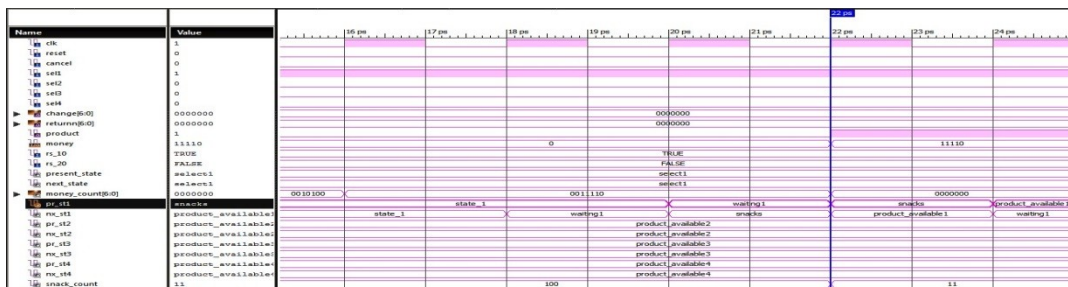 22 ps
Name Value 16 ps 17 ps 18 ps 19 ps 20 ps 21 ps 22 ps 23 ps 24 ps
clk 1
reset 0
cancel 0
sel1 1
sel2 0
sel3 0
sel4 0
change[6:0] 0000000 0000000
returnn[6:0] 0000000 0000000
product 1
money 11110 0 11110
rs_10 TRUE TRUE
rs_20 FALSE FALSE
present_state select1 select1
next_state select1 select1
money_count[6:0] 0000000 0010100 0011110 0000000
pr_st1 snacks state_1 waiting1 snacks product_available1
nx_st1 product_available1 state_1 waiting1 snacks product_available1 waiting1
pr_st2 product_available2 product_available2
nx_st2 product_available2 product_available2
pr_st3 product_available3 product_available3
nx_st3 product_available3 product_available3
pr_st4 product_available4 product_available4
nx_st4 product_available4 product_available4
snack_count 11 100 11